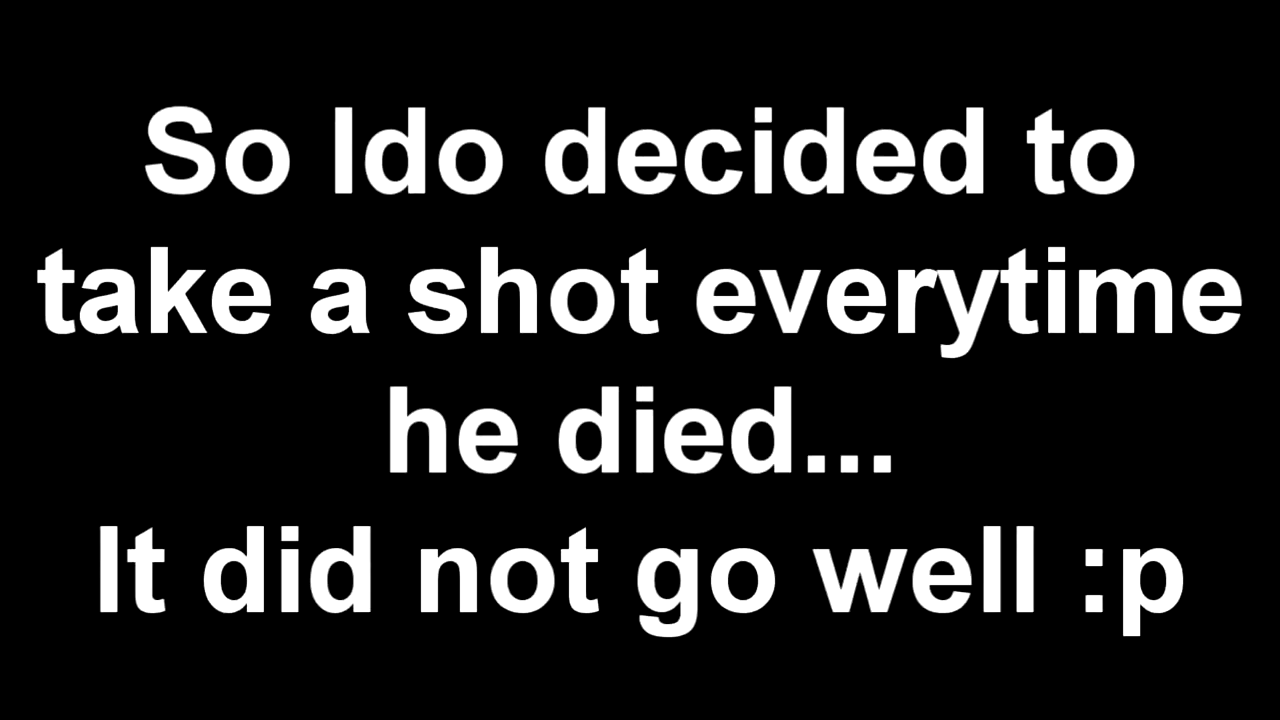 So Ido decided to
take a shot everytime
he died...
It did not go well :p